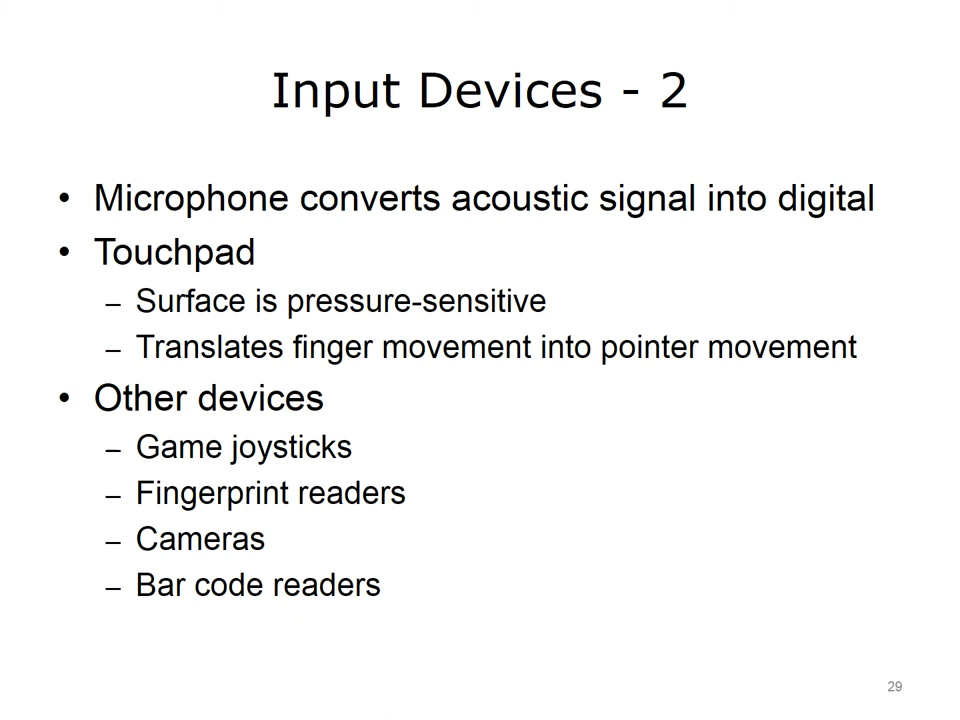 Input Devices - 2
• Microphone converts acoustic signal into digital
• Touchpad
– Surface is pressure-sensitive
– Translates finger movement into pointer movement
• Other devices
– Game joysticks
– Fingerprint readers
– Cameras
– Bar code readers
29